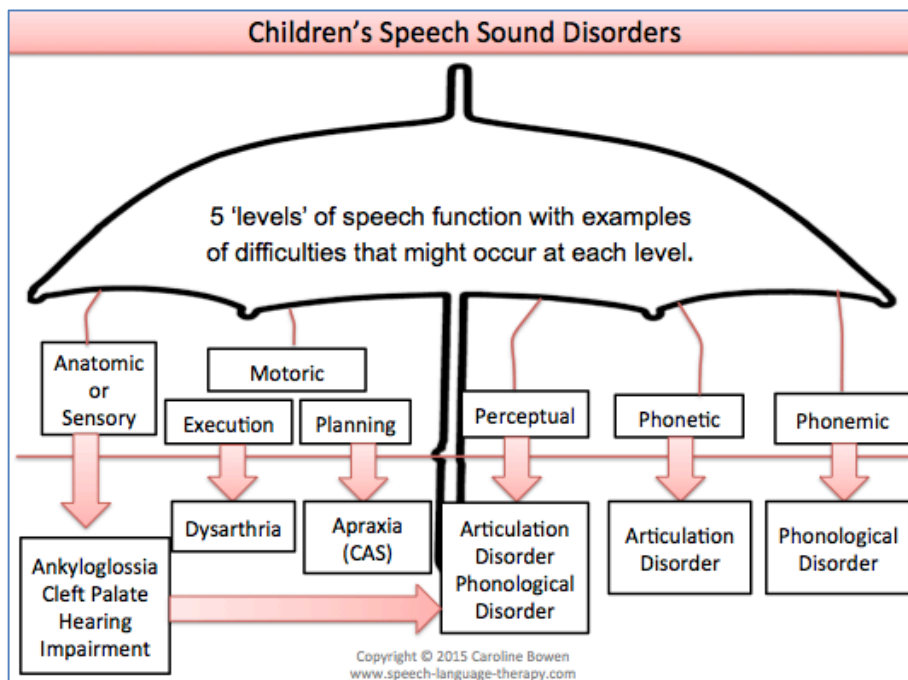 Children’s Speech Sound Disorders
5 ‘levels’ of speech function with examples
of difficulties that might occur at each level.
Anatomic
or
Sensory
Motoric
Execution
Planning
Perceptual
Phonetic
Phonemic
Dysarthria
Apraxia
(CAS)
Articulation
Disorder
Phonological
Disorder
Articulation
Disorder
Phonological
Disorder
Ankyloglossia
Cleft Palate
Hearing
Impairment
Copyright © 2015 Caroline Bowen
www.speech-language-therapy.com